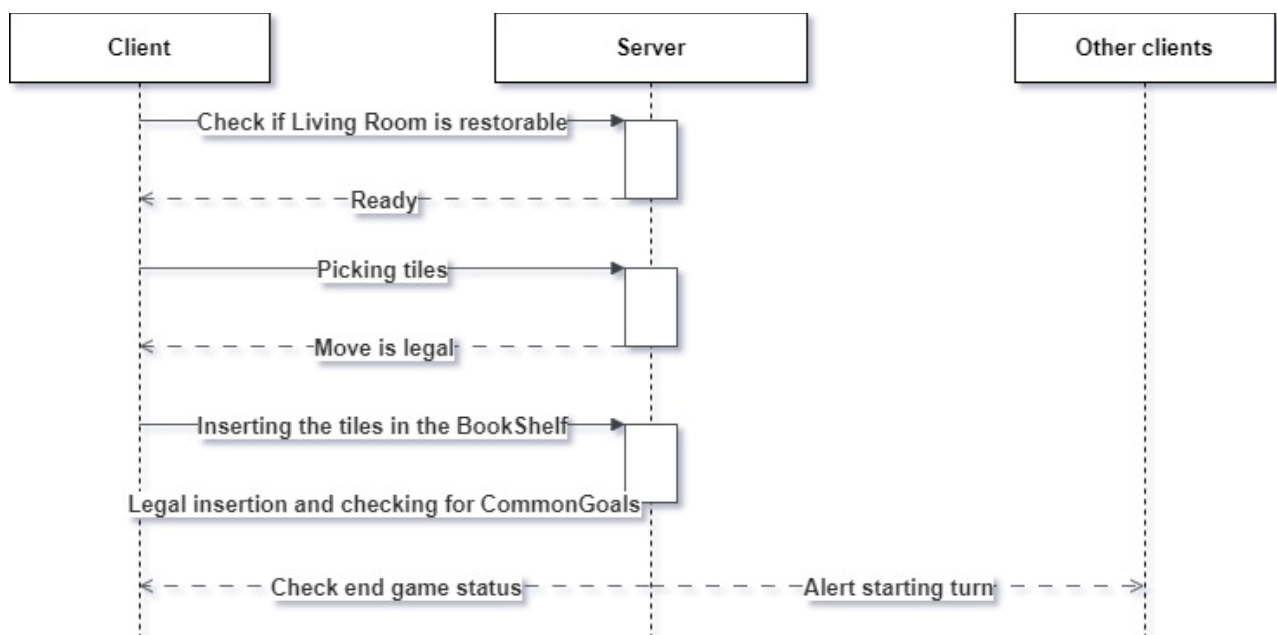 Client
Server
Other clients
Check if Living Room is restorable
Ready
Picking tiles
Move is legal
Inserting the tiles in the BookShelf
Legal insertion and checking for CommonGoals
Check end game status
Alert starting turn